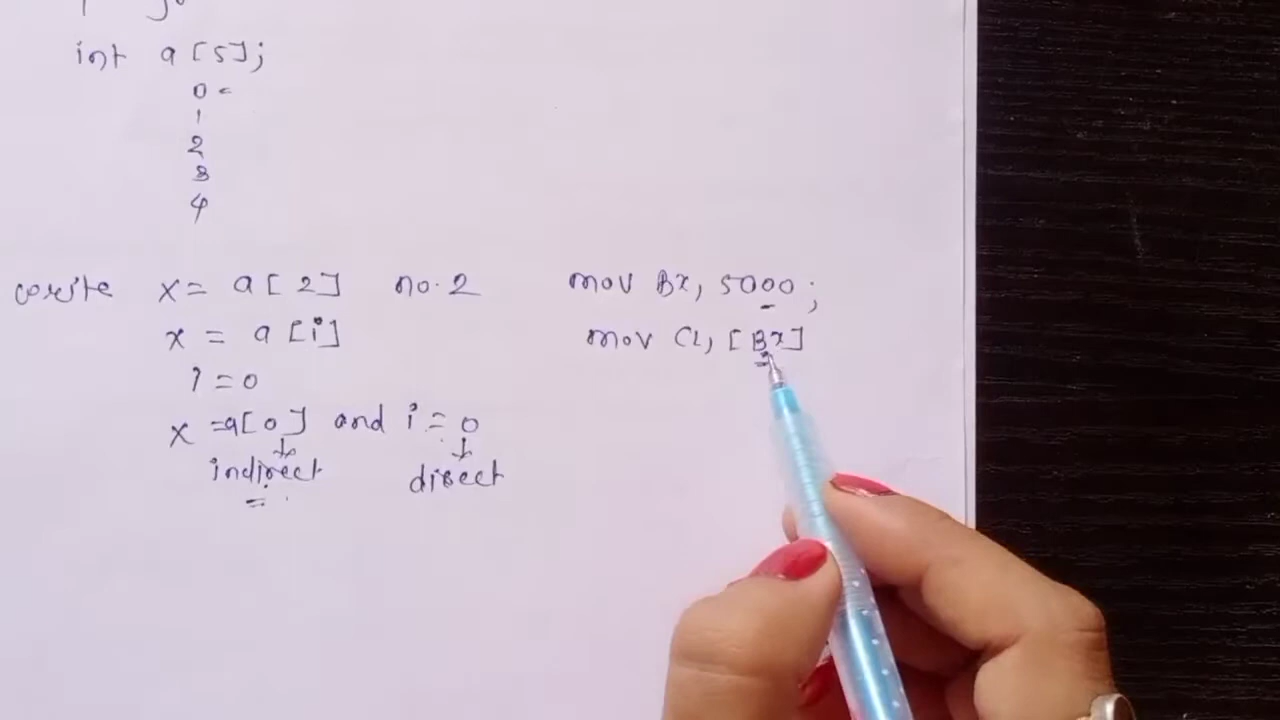 int a[5];
0
1
2
3
4
write x= a[2] no.2
x = a[i]
i=0
x =a[0] and i=0
indirect direct
mov Bx, 5000;
mov CL, [Bx]